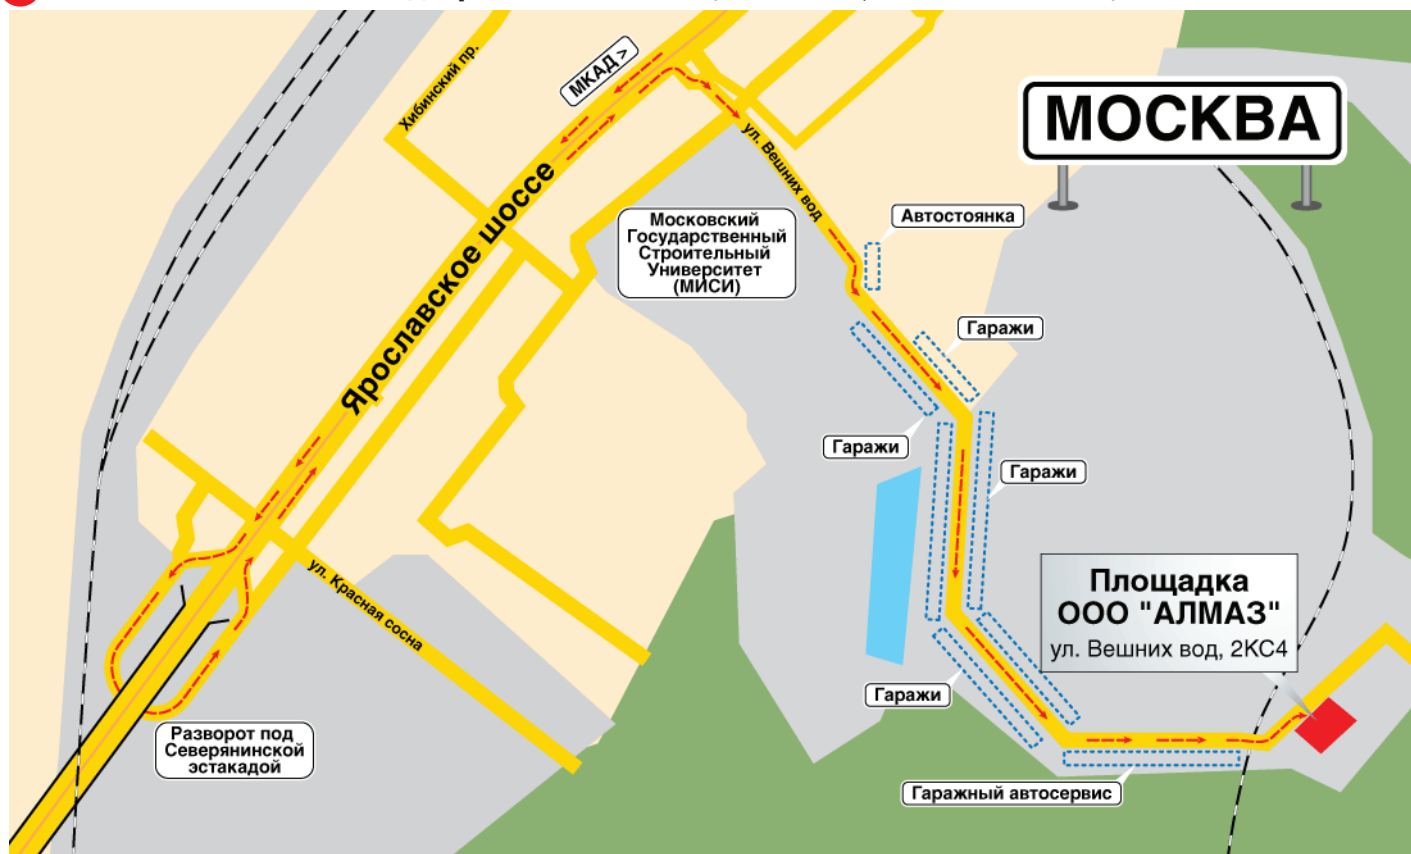 Хибинский пр.
МКАД >
МОСКВА
ул. Вешних вод
Ярославское шоссе
Московский
Государственный
Строительный
Университет
(МИСИ)
Автостоянка
Гаражи
Гаражи
Гаражи
ул. Красная сосна
Площадка
ООО "АЛМАЗ"
ул. Вешних вод, 2КС4
Гаражи
Разворот под
Северянинской
эстакадой
Гаражный автосервис